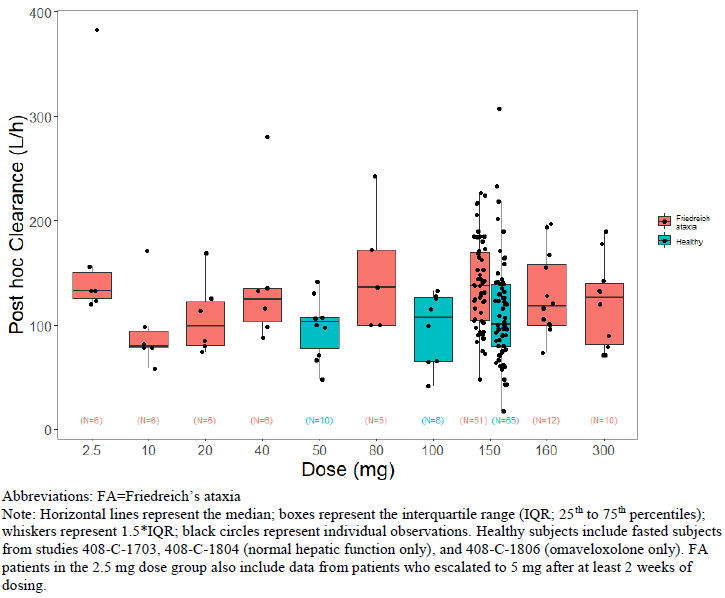 400
300
200
100
0
Post hoc Clearance (L/h)
(N=6) (N=6) (N=6) (N=6) (N=10) (N=5) (N=8) (N=51) (N=65) (N=12) (N=10)
2.5 10 20 40 50 80 100 150 160 300
Dose (mg)
Friedreich
ataxia
Healthy
Abbreviations: FA=Friedreich’s ataxia
Note: Horizontal lines represent the median; boxes represent the interquartile range (IQR; 25th to 75th percentiles);
whiskers represent 1.5*IQR; black circles represent individual observations. Healthy subjects include fasted subjects
from studies 408-C-1703, 408-C-1804 (normal hepatic function only), and 408-C-1806 (omaveloxolone only). FA
patients in the 2.5 mg dose group also include data from patients who escalated to 5 mg after at least 2 weeks of
dosing.